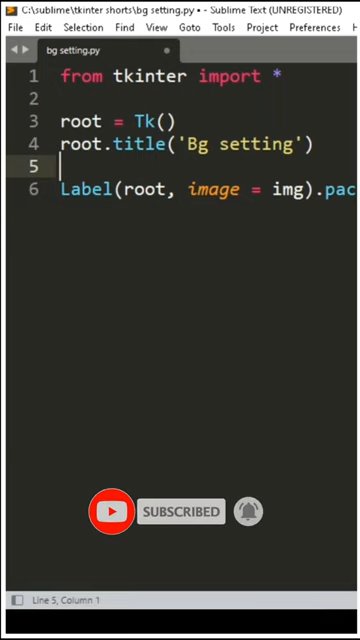 C:\sublime\tkinter shorts\bg setting.py • - Sublime Text (UNREGISTERED)
File Edit Selection Find View Goto Tools Project Preferences
bg setting.py
1 from tkinter import *
2
3 root = Tk()
4 root.title('Bg setting')
5
6 Label(root, image = img).pac
SUBSCRIBED
Line 5, Column 1